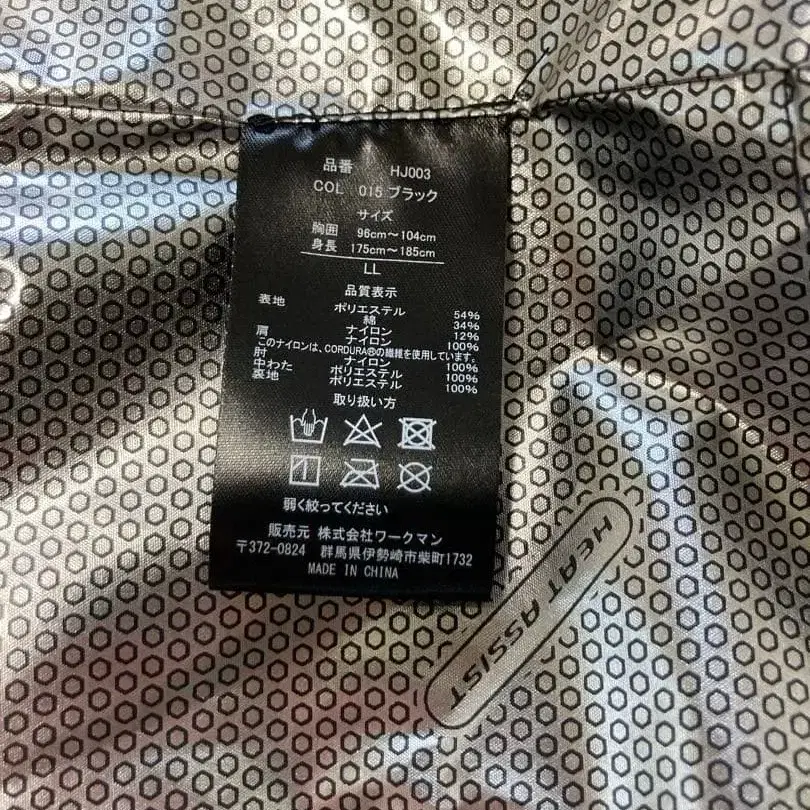 品番 HJ003
COL 015 ブラック
サイズ
胸囲 96cm～104cm
身長 175cm～185cm
LL
品質表示
表地 ポリエステル 54%
綿 34%
ナイロン 12%
肩 ナイロン 100%
このナイロンは、CORDURA®の繊維を使用しています。
肘 ナイロン 100%
中わた ポリエステル 100%
裏地 ポリエステル 100%
取り扱い方
弱く絞ってください
販売元 株式会社ワークマン
〒372-0824 群馬県伊勢崎市柴町1732
MADE IN CHINA
HEAT ASSIST